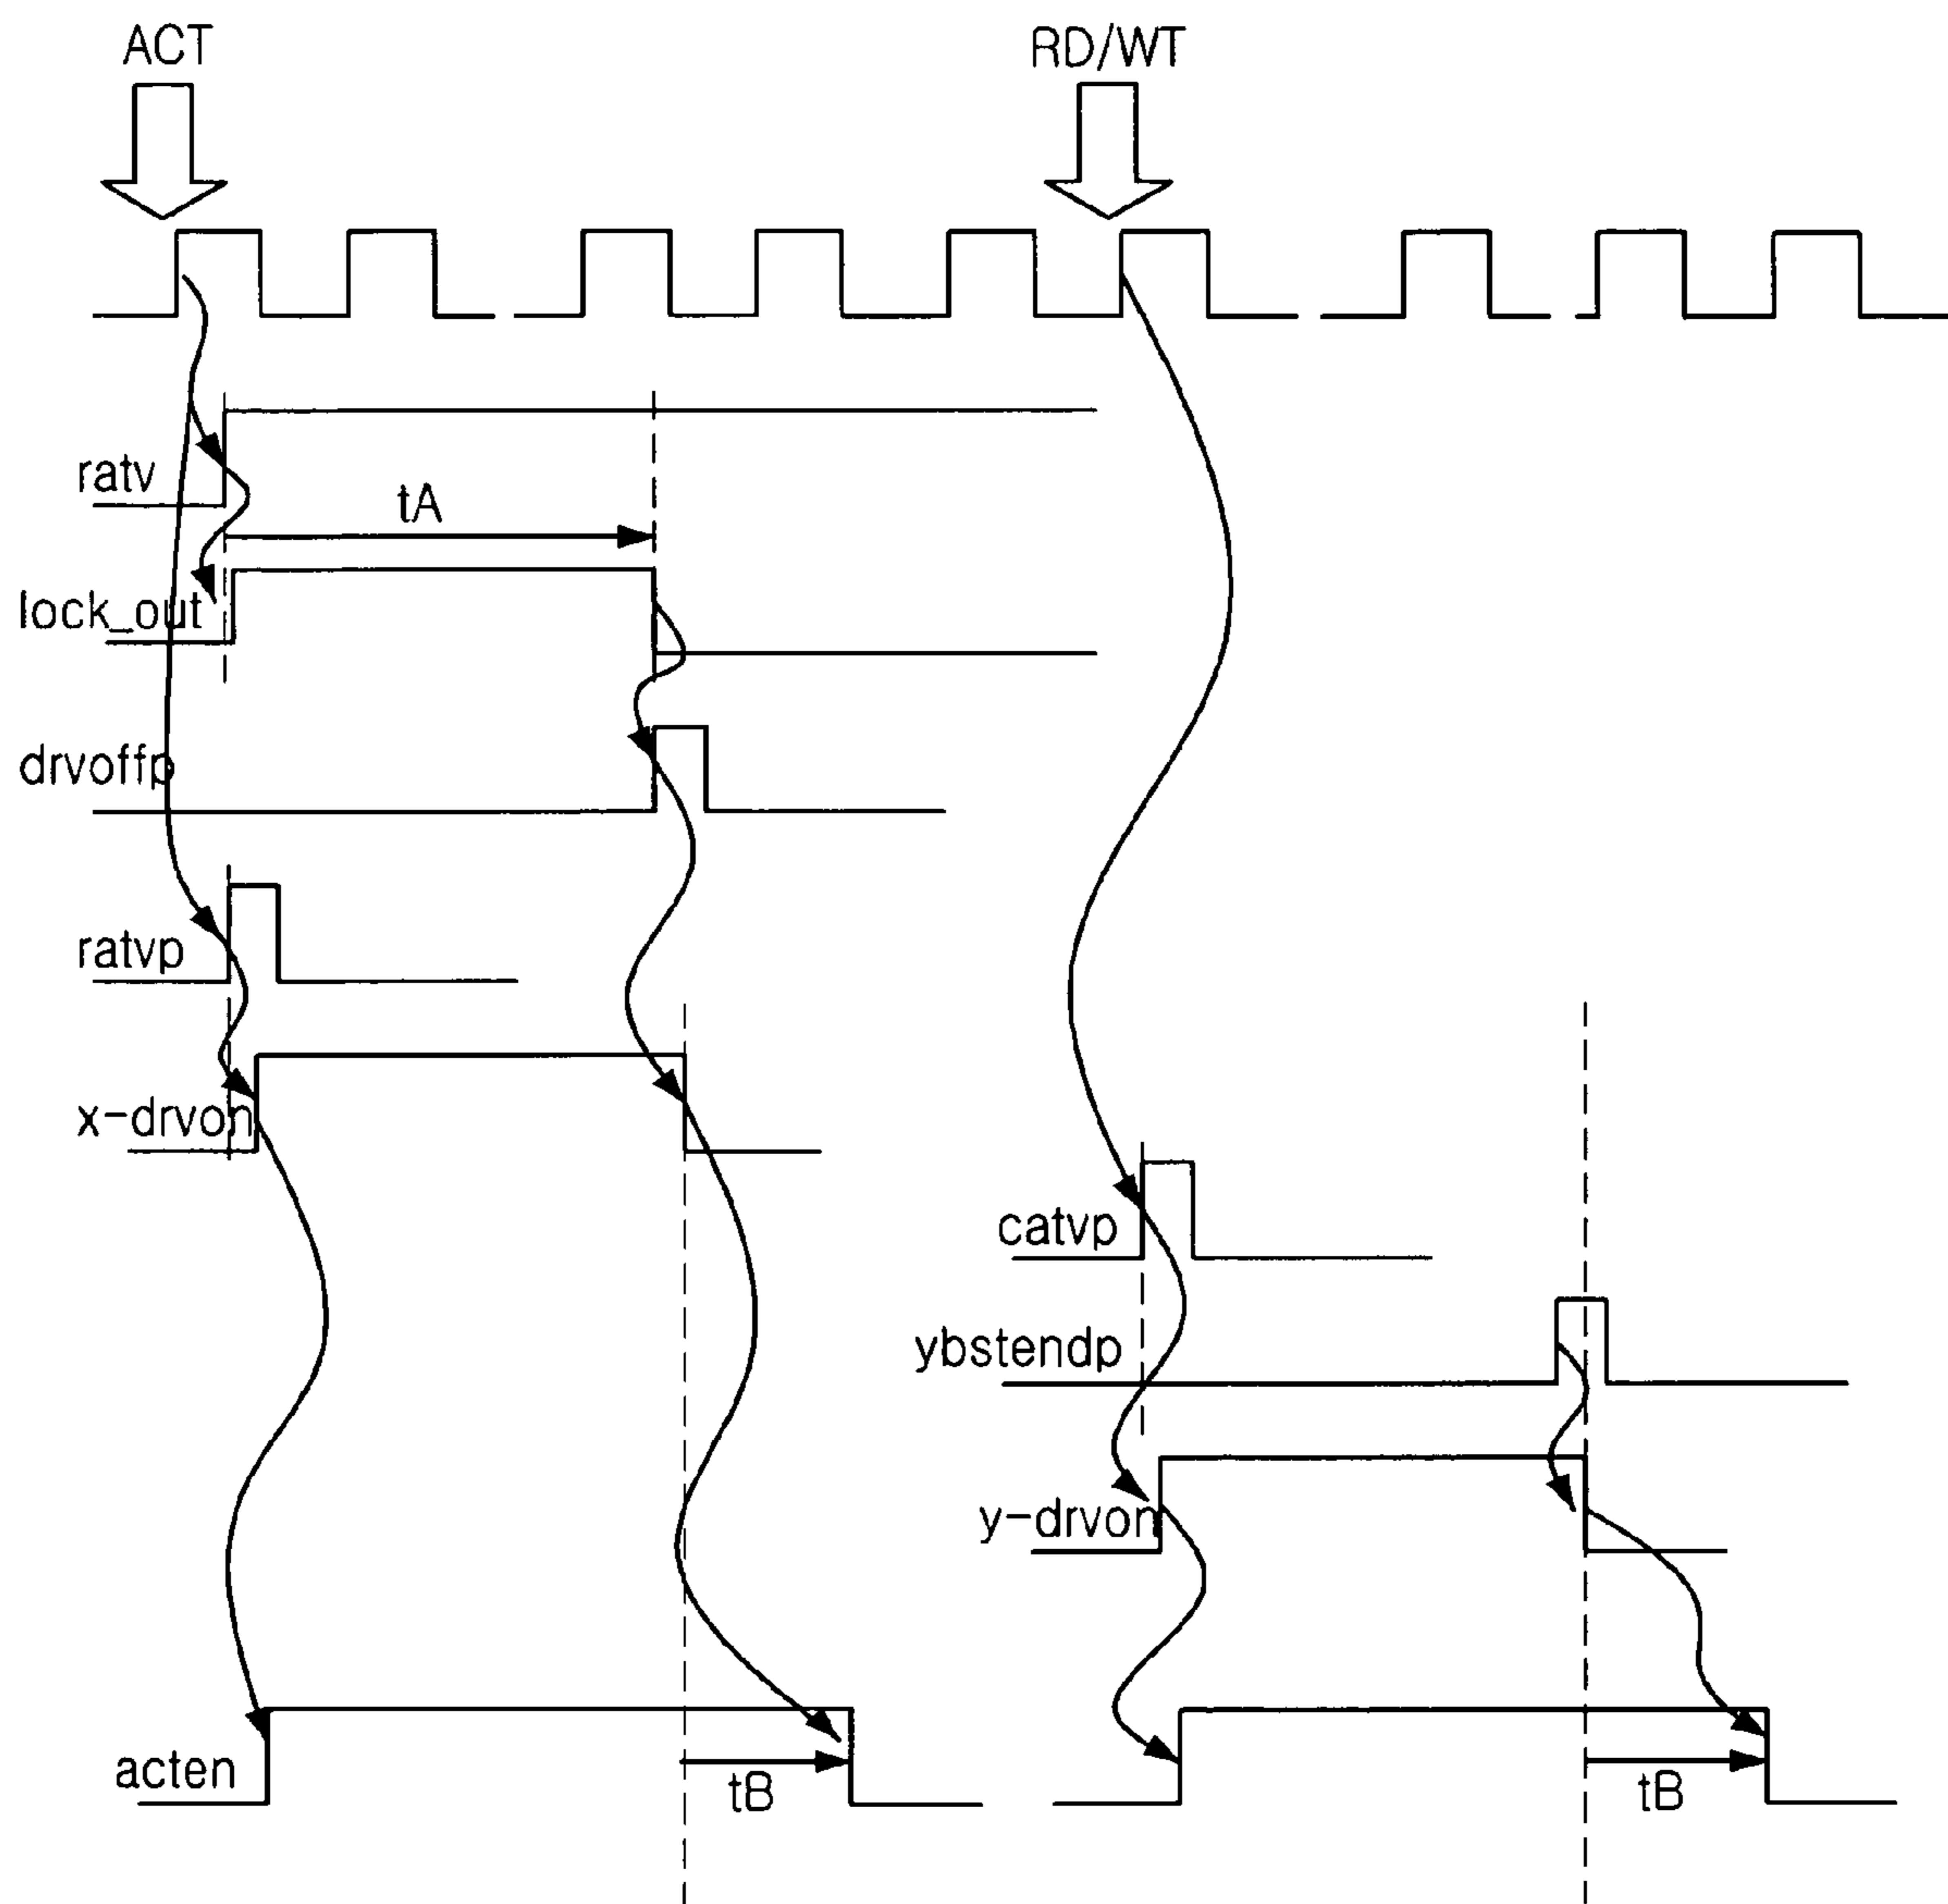 ACT
RD/WT
ratv
tA
lock_out
drvoffp
ratvp
x-drvon
catvp
ybstendp
y-drvon
acten
tB
tB